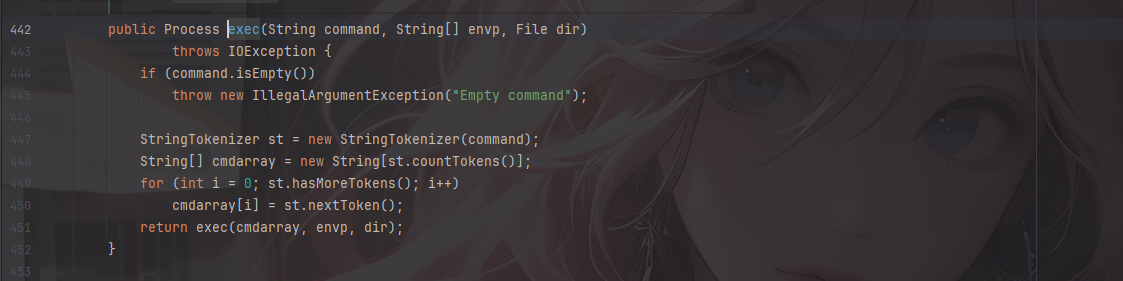 442 public Process exec(String command, String[] envp, File dir)
443 throws IOException {
444 if (command.isEmpty())
445 throw new IllegalArgumentException("Empty command");
446
447 StringTokenizer st = new StringTokenizer(command);
448 String[] cmdarray = new String[st.countTokens()];
449 for (int i = 0; st.hasMoreTokens(); i++)
450 cmdarray[i] = st.nextToken();
451 return exec(cmdarray, envp, dir);
452 }
453